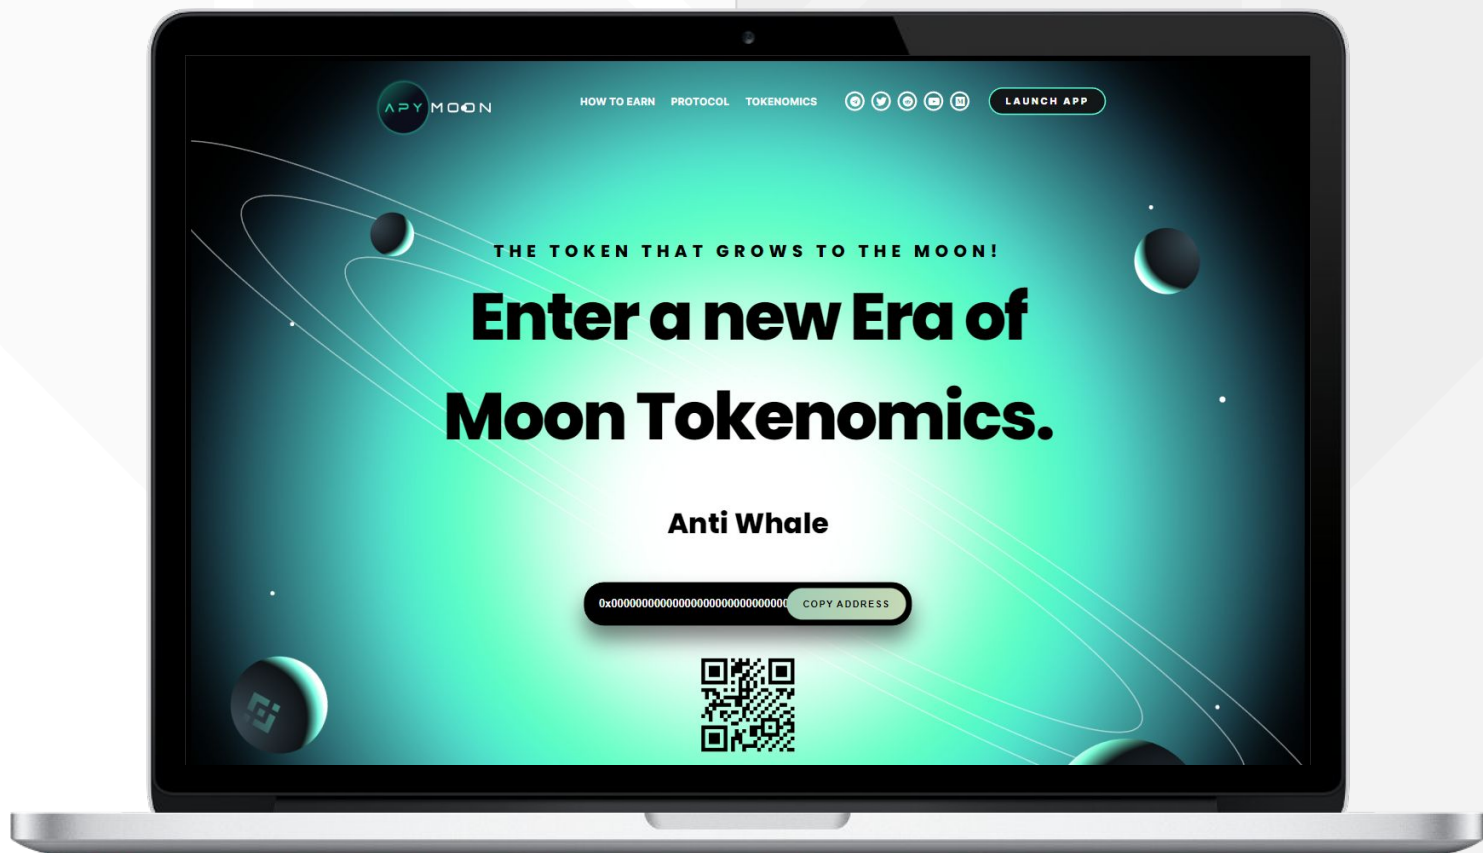 APY MOON
HOW TO EARN PROTOCOL TOKENOMICS
LAUNCH APP
THE TOKEN THAT GROWS TO THE MOON!
Enter a new Era of
Moon Tokenomics.
Anti Whale
COPY ADDRESS